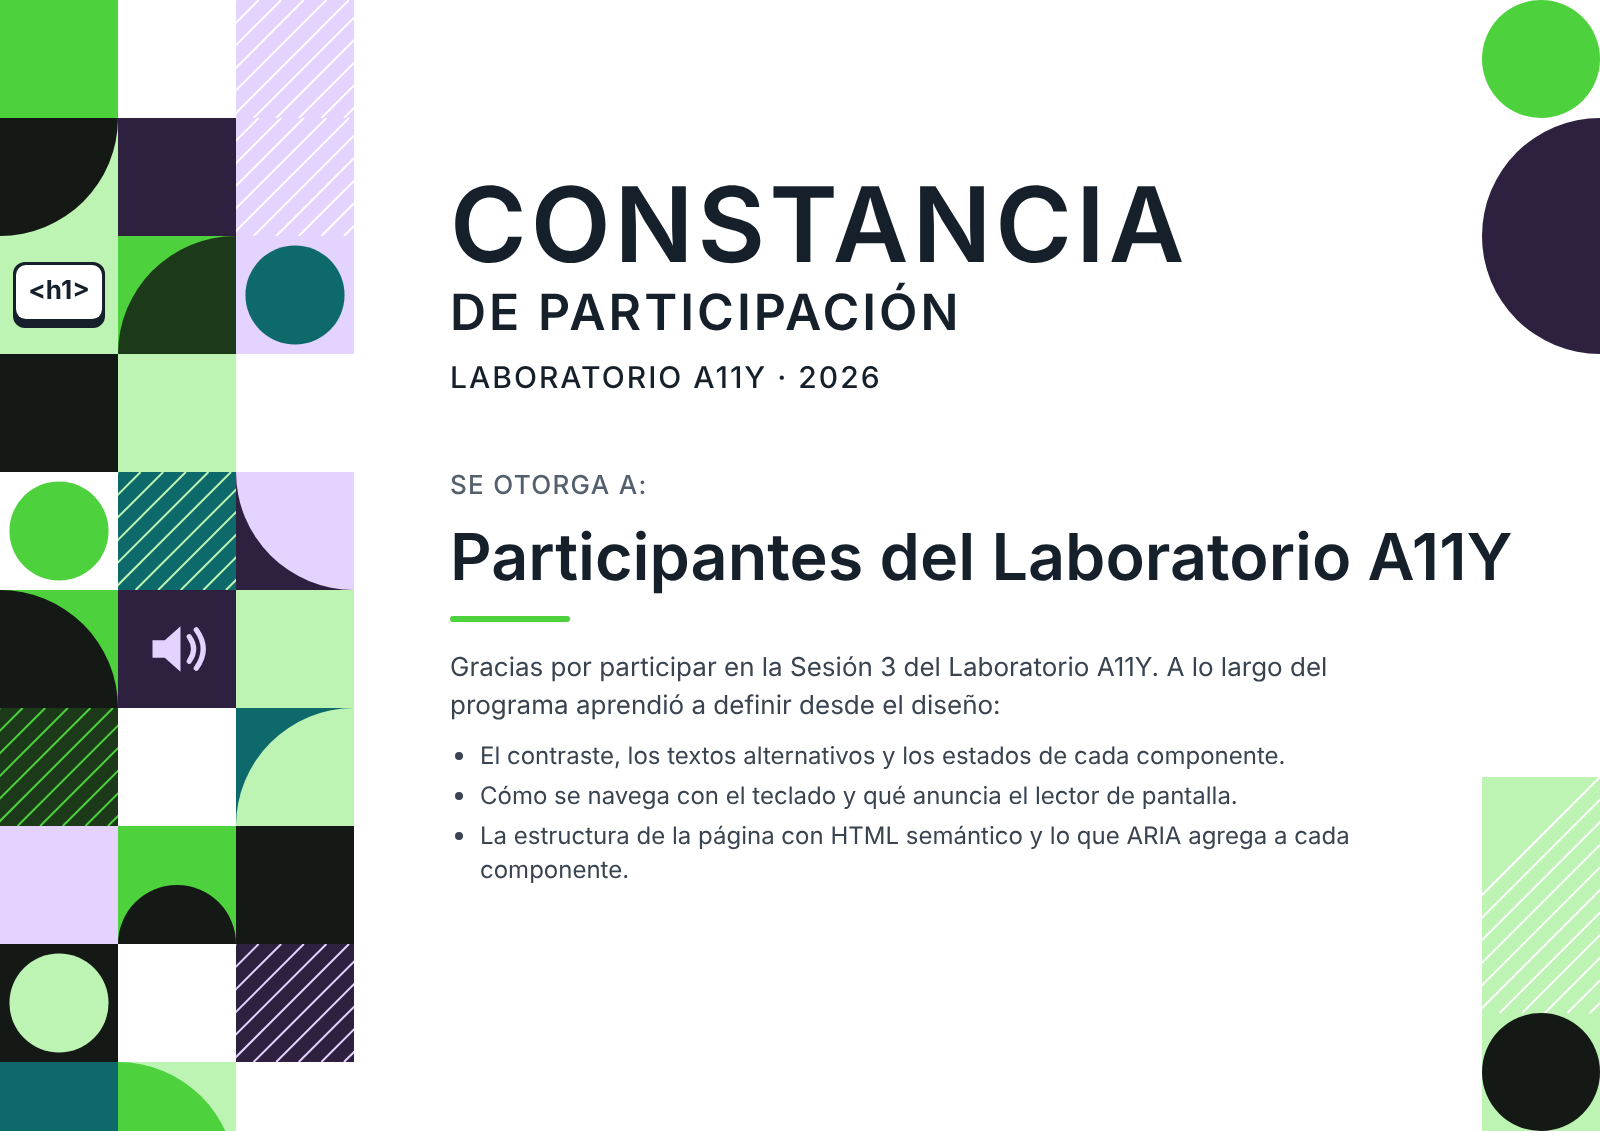 CONSTANCIA
DE PARTICIPACIÓN
LABORATORIO A11Y · 2026
SE OTORGA A:
Participantes del Laboratorio A11Y
Gracias por participar en la Sesión 3 del Laboratorio A11Y. A lo largo del
programa aprendió a definir desde el diseño:
• El contraste, los textos alternativos y los estados de cada componente.
• Cómo se navega con el teclado y qué anuncia el lector de pantalla.
• La estructura de la página con HTML semántico y lo que ARIA agrega a cada
componente.
<h1>